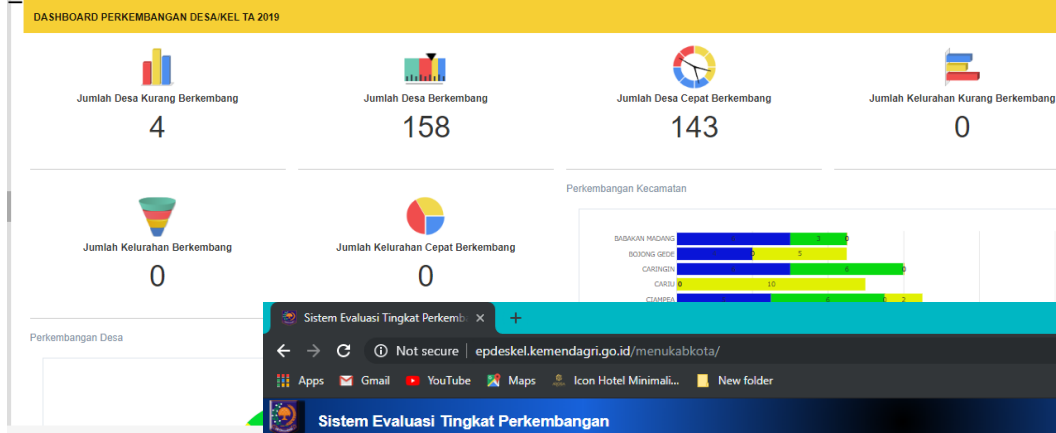 DASHBOARD PERKEMBANGAN DESA/KEL TA 2019
Jumlah Desa Kurang Berkembang
4
Jumlah Desa Berkembang
158
Jumlah Desa Cepat Berkembang
143
Jumlah Kelurahan Kurang Berkembang
0
Jumlah Kelurahan Berkembang
0
Jumlah Kelurahan Cepat Berkembang
0
Perkembangan Kecamatan
BABAKAN MADANG 3 0
BOJONG GEDE 0 5
CARINGIN 6 0
CARIU 0 10
CIAMPEA 6 0 2
Perkembangan Desa
Sistem Evaluasi Tingkat Perkemb
Not secure | epdeskel.kemendagri.go.id/menukabkota/
Apps Gmail YouTube Maps Icon Hotel Minimali... New folder
Sistem Evaluasi Tingkat Perkembangan